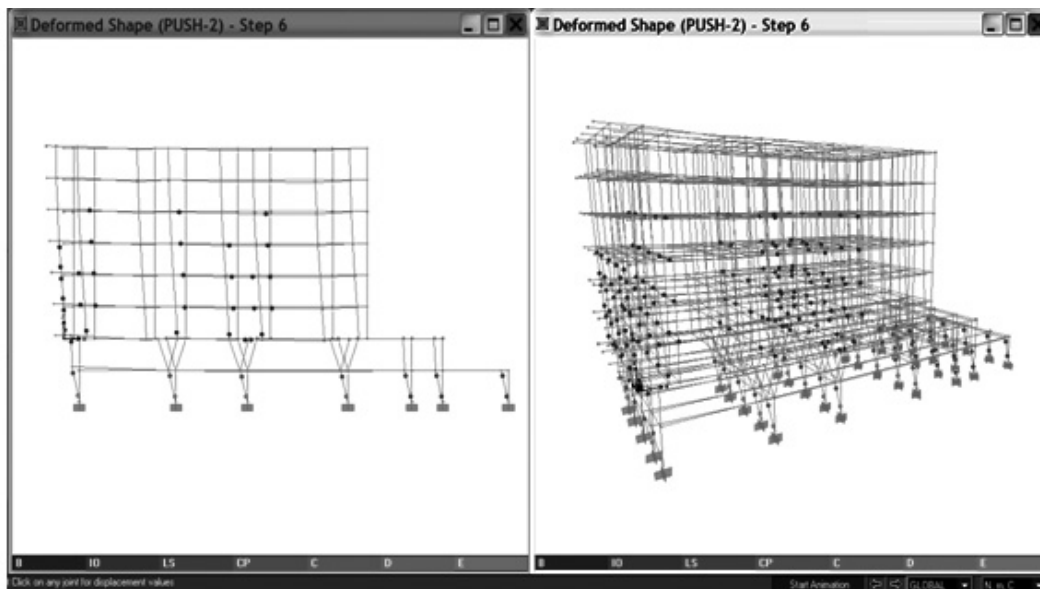 Deformed Shape (PUSH-2) - Step 6
Deformed Shape (PUSH-2) - Step 6
B IO LS CP C D E
B IO LS CP C D E
Click on any joint for displacement values
Start Animation GLOBAL N, m, C